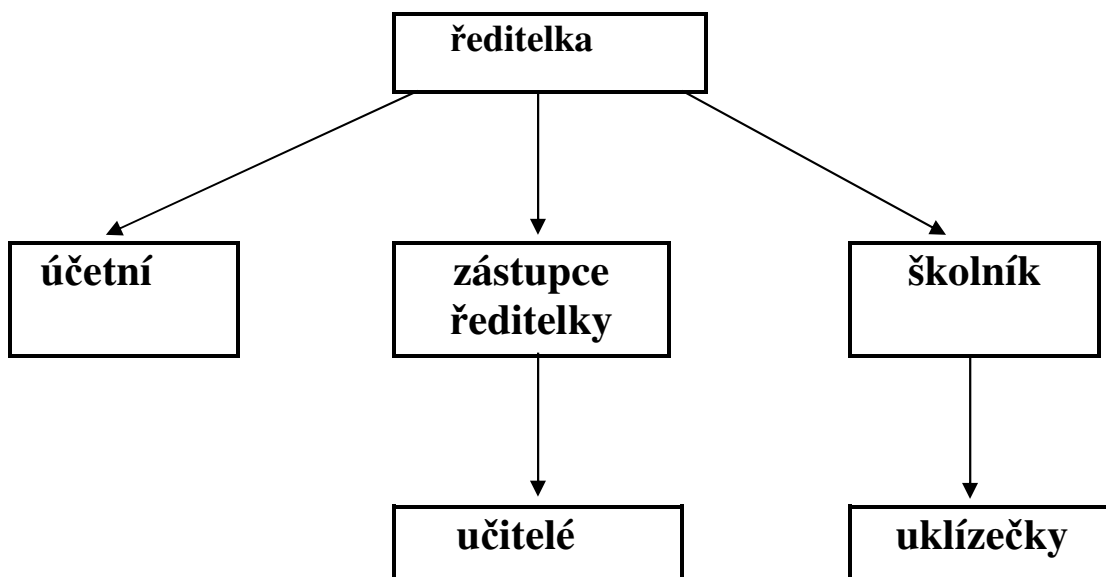 ředitelka
účetní
zástupce
ředitelky
školník
učitelé
uklízečky